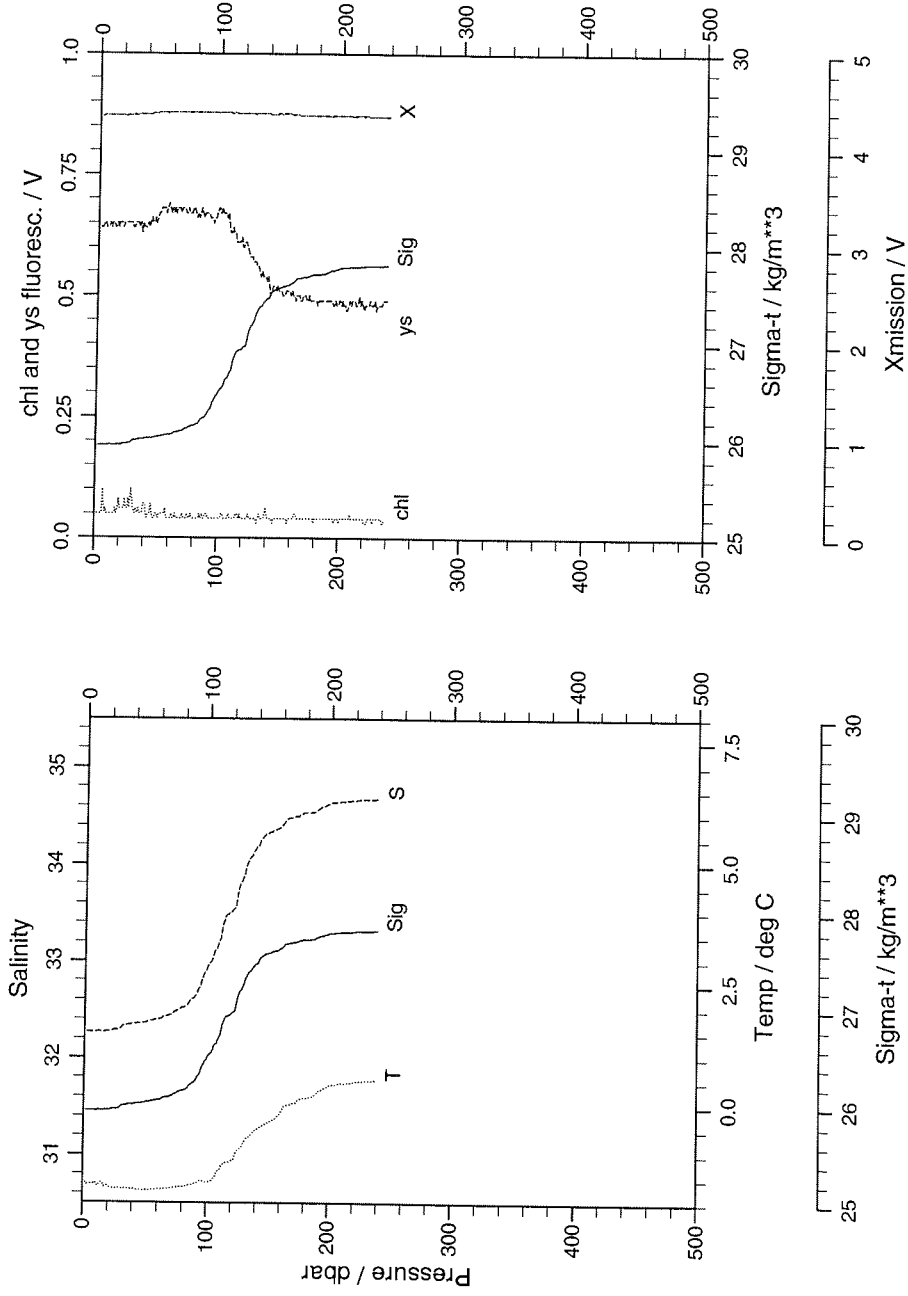 Salinity
31 32 33 34 35
0 100 200 300 400 500
Pressure / dbar
0 100 200 300 400 500
T
Sig
S
0.0 2.5 5.0 7.5
Temp / deg C
25 26 27 28 29 30
Sigma-t / kg/m**3
chl and ys fluoresc. / V
0.0 0.25 0.5 0.75 1.0
0 100 200 300 400 500
0 100 200 300 400 500
chl
ys
Sig
X
25 26 27 28 29 30
Sigma-t / kg/m**3
0 1 2 3 4 5
Xmission / V